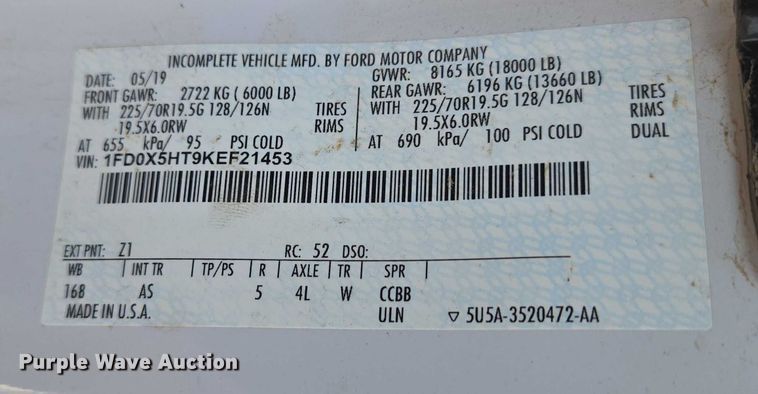 INCOMPLETE VEHICLE MFD. BY FORD MOTOR COMPANY
DATE: 05/19 GVWR: 8165 KG (18000 LB)
FRONT GAWR: 2722 KG ( 6000 LB) REAR GAWR: 6196 KG (13660 LB)
WITH 225/70R19.5G 128/126N TIRES WITH 225/70R19.5G 128/126N TIRES
19.5X6.0RW RIMS 19.5X6.0RW RIMS
AT 655 kPa/ 95 PSI COLD AT 690 kPa/ 100 PSI COLD DUAL
VIN: 1FD0X5HT9KEF21453
EXT PNT: Z1 RC: 52 DSO:
WB INT TR TP/PS R AXLE TR SPR
168 AS 5 4L W CCBB
MADE IN U.S.A. ULN ▽ 5U5A-3520472-AA
Purple Wave Auction